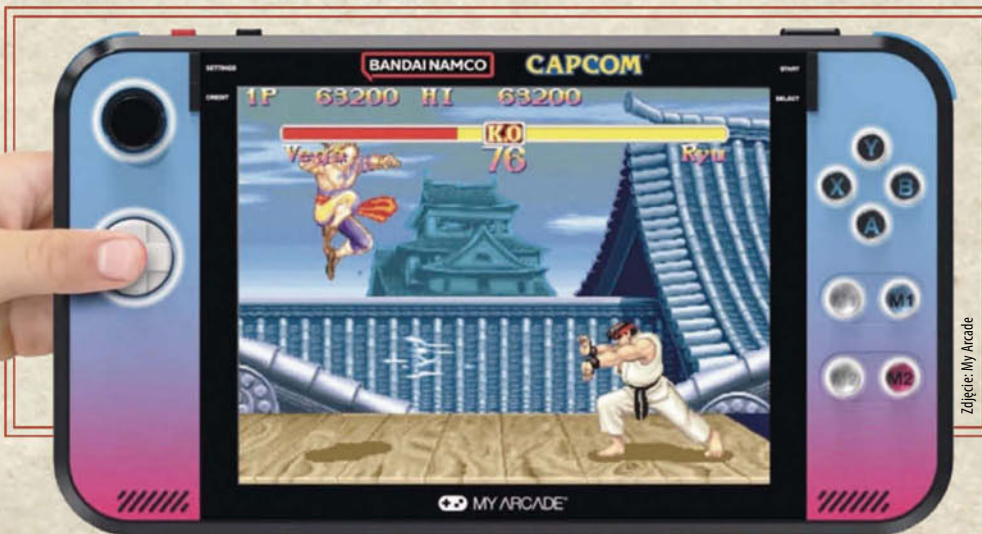 SETTINGS
BANDAI NAMCO
CAPCOM
START
CREDIT
SELECT
1P 63200 HI 63200
K.O
76
Ryu
Y
X
B
A
M1
M2
MY ARCADE
Zdjęcie: My Arcade